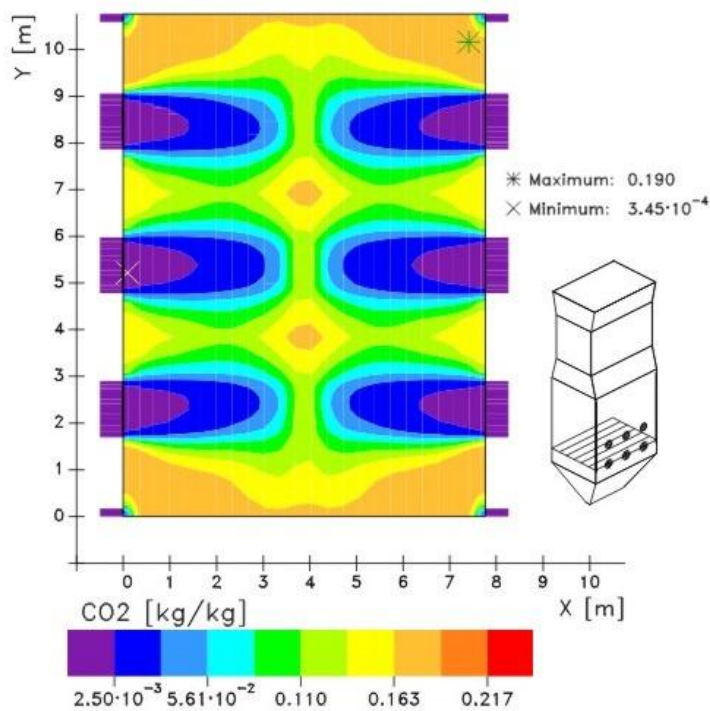 Y [m]
10
9
8
7
6
5
4
3
2
1
0
Maximum: 0.190
Minimum: 3.45·10⁻⁴
0 1 2 3 4 5 6 7 8 9 10
X [m]
CO2 [kg/kg]
2.50·10⁻³ 5.61·10⁻² 0.110 0.163 0.217